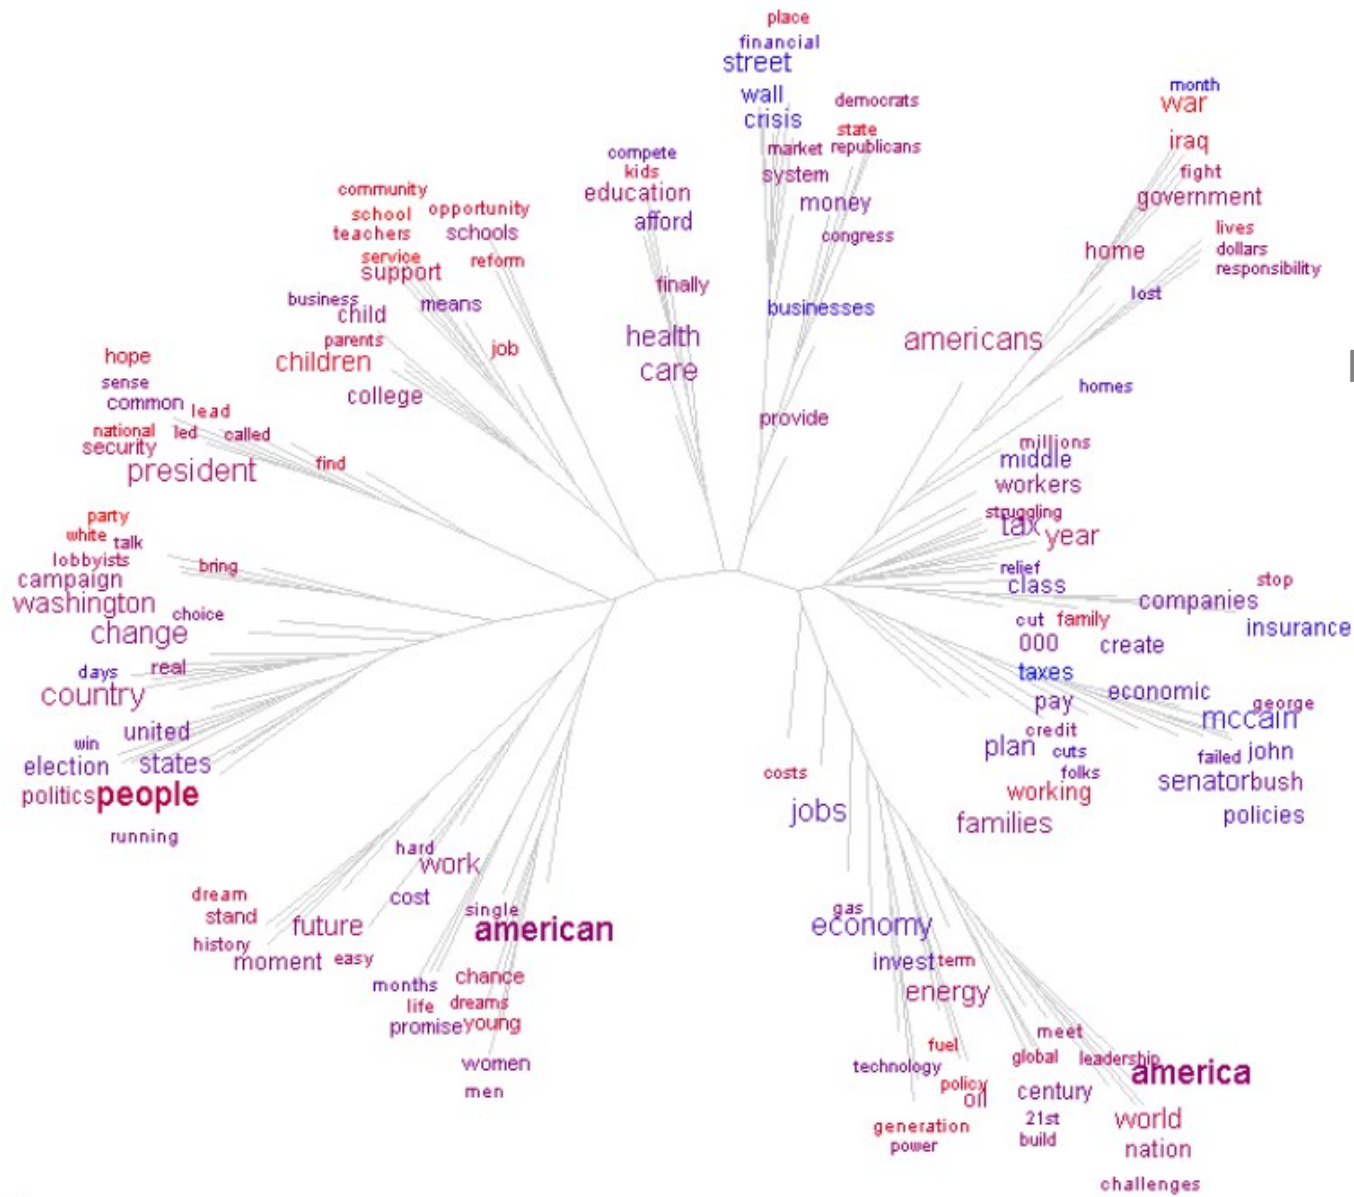 place
financial
street
wall
crisis
democrats
state
market republicans
system
money
congress
businesses
provide
month
war
iraq
fight
government
lives
home
dollars
responsibility
lost
americans
homes
compete
kids
education
afford
finally
health
care
community
school opportunity
teachers schools
service
support reform
business means
child
parents
children job
college
hope
sense
common lead
national led called
security
president find
party
white talk
lobbyists
campaign bring
washington
choice
change
days real
country
united
win
election states
politics people
running
millions
middle
workers
struggling
tax year
relief
class
companies stop
cut family insurance
000 create
taxes
pay economic
george
mccain
credit
plan cuts failed john
folks
working senator bush
families policies
costs
jobs
hard
work
cost
dream
stand single
future american
history
moment easy
months chance
life dreams
promise young
women
men
gas
economy
invest term
energy
meet
fuel global leadership
technology america
policy
oil century
21st
generation world
power build nation
challenges